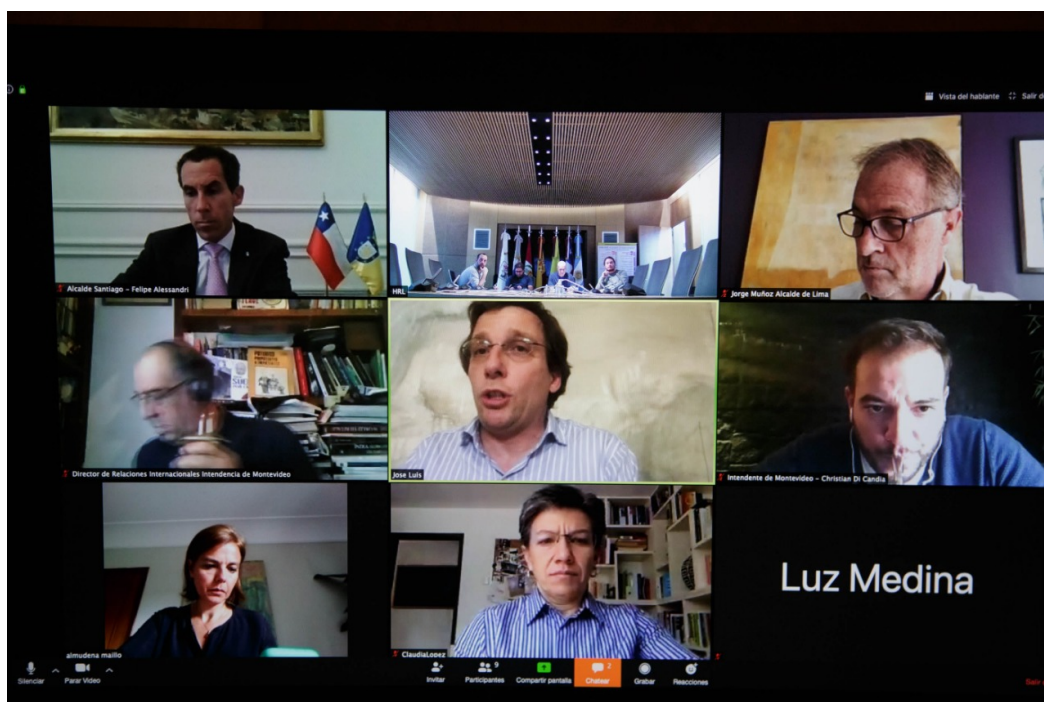 Vista del hablante
Alcalde Santiago – Felipe Alessandri
HRL
Jorge Muñoz Alcalde de Lima
Director de Relaciones Internacionales Intendencia de Montevideo
Jose Luis
Intendente de Montevideo – Christian Di Candia
almudena maillo
ClaudiaLopez
Luz Medina
Silenciar
Parar Video
Invitar
9
Participantes
Compartir pantalla
2
Chatear
Grabar
Reacciones